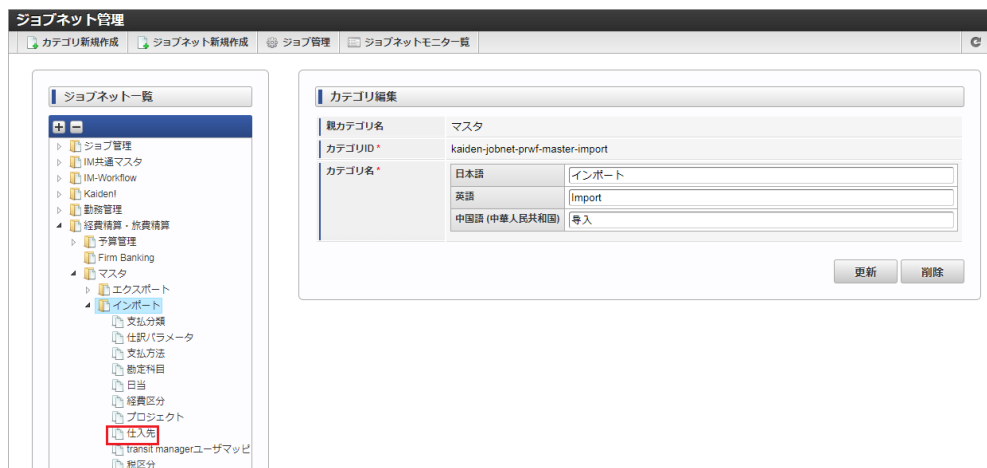 ジョブネット管理
カテゴリ新規作成 ジョブネット新規作成 ジョブ管理 ジョブネットモニタ一覧
ジョブネット一覧
ジョブ管理
IM共通マスタ
IM-Workflow
Kaiden!
勤務管理
経費精算・旅費精算
予算管理
Firm Banking
マスタ
エクスポート
インポート
支払分類
仕訳パラメータ
支払方法
勘定科目
日当
経費区分
プロジェクト
仕入先
transit managerユーザマッピ
税区分
カテゴリ編集
親カテゴリ名 マスタ
カテゴリID * kaiden-jobnet-prwf-master-import
カテゴリ名 * 日本語 インポート
英語 Import
中国語 (中華人民共和国) 导入
更新 削除